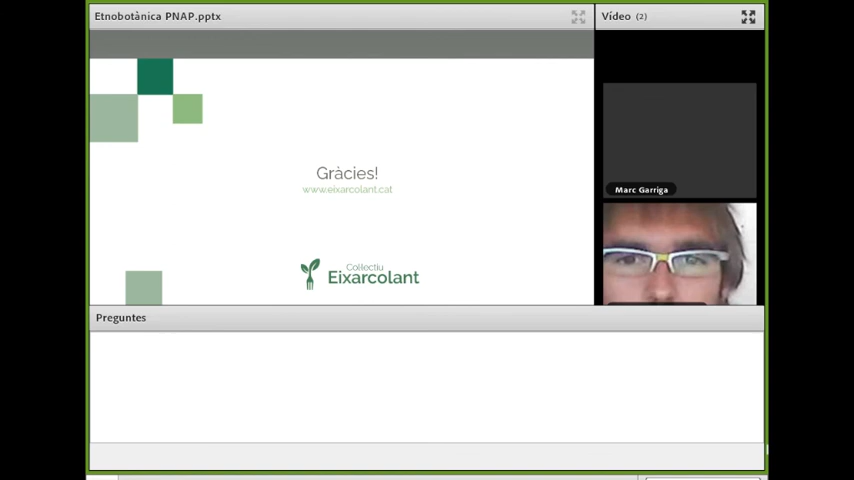 Etnobotànica PNAP.pptx
Vídeo (2)
Gràcies!
www.eixarcolant.cat
Col·lectiu
Eixarcolant
Marc Garriga
Preguntes